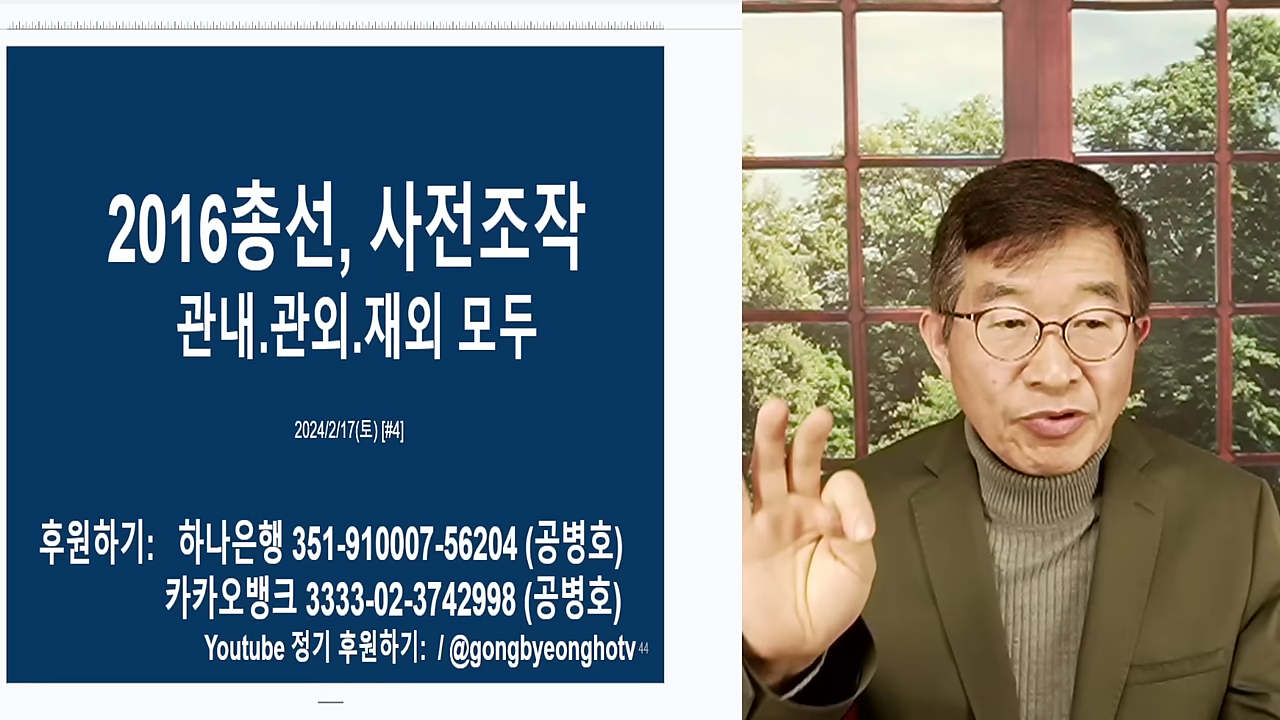 2016총선, 사전조작
관내.관외.재외 모두
2024/2/17(토) [#4]
후원하기: 하나은행 351-910007-56204 (공병호)
카카오뱅크 3333-02-3742998 (공병호)
Youtube 정기 후원하기: / @gongbyeonghotv 44